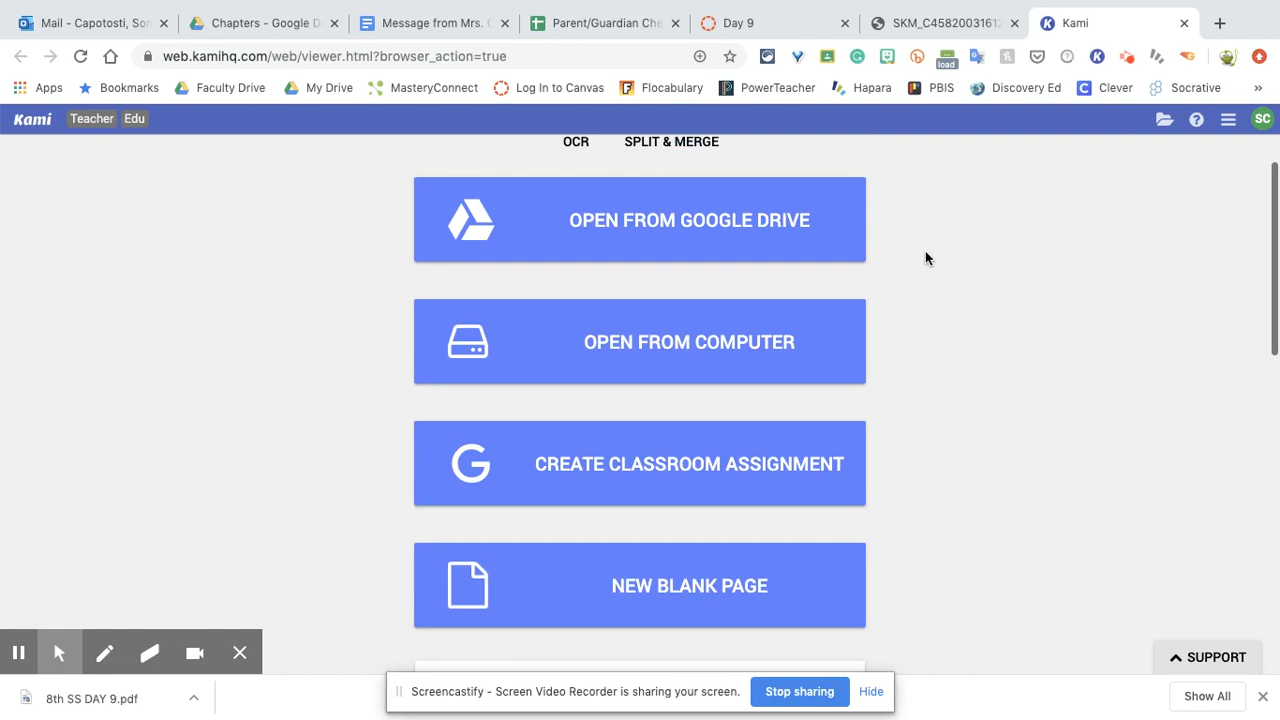 Mail - Capotosti, Son
Chapters - Google D
Message from Mrs. C
Parent/Guardian Che
Day 9
SKM_C45820031612
Kami
web.kamihq.com/web/viewer.html?browser_action=true
load
Apps
Bookmarks
Faculty Drive
My Drive
MasteryConnect
Log In to Canvas
Flocabulary
PowerTeacher
Hapara
PBIS
Discovery Ed
Clever
Socrative
»
Kami
Teacher
Edu
SC
OCR
SPLIT & MERGE
OPEN FROM GOOGLE DRIVE
OPEN FROM COMPUTER
CREATE CLASSROOM ASSIGNMENT
NEW BLANK PAGE
SUPPORT
8th SS DAY 9.pdf
Screencastify - Screen Video Recorder is sharing your screen.
Stop sharing
Hide
Show All